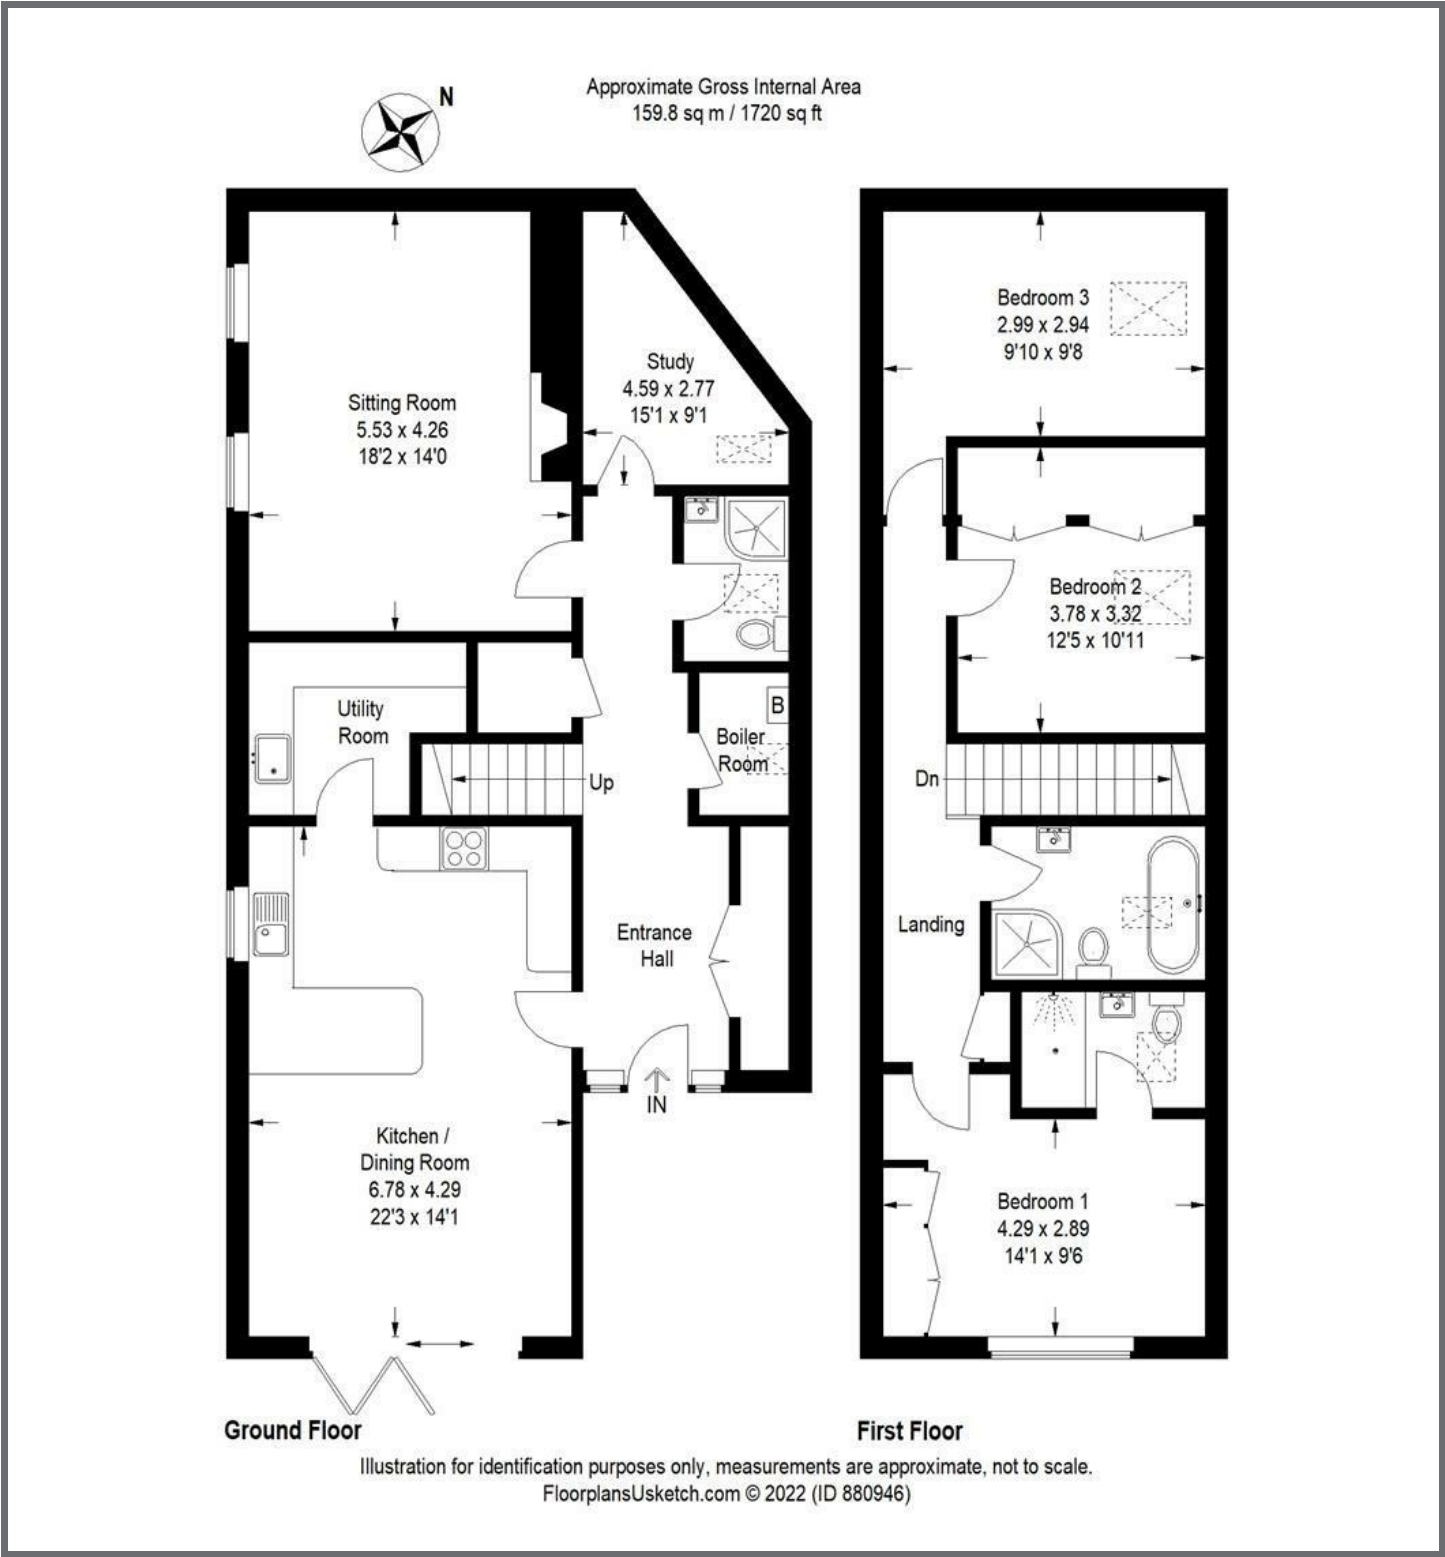 N
Approximate Gross Internal Area
159.8 sq m / 1720 sq ft
Sitting Room
5.53 x 4.26
18'2 x 14'0
Study
4.59 x 2.77
15'1 x 9'1
Utility
Room
Up
B
Boiler
Room
Entrance
Hall
IN
Kitchen /
Dining Room
6.78 x 4.29
22'3 x 14'1
Ground Floor
Bedroom 3
2.99 x 2.94
9'10 x 9'8
Bedroom 2
3.78 x 3.32
12'5 x 10'11
Dn
Landing
Bedroom 1
4.29 x 2.89
14'1 x 9'6
First Floor
Illustration for identification purposes only, measurements are approximate, not to scale.
FloorplansUsketch.com © 2022 (ID 880946)